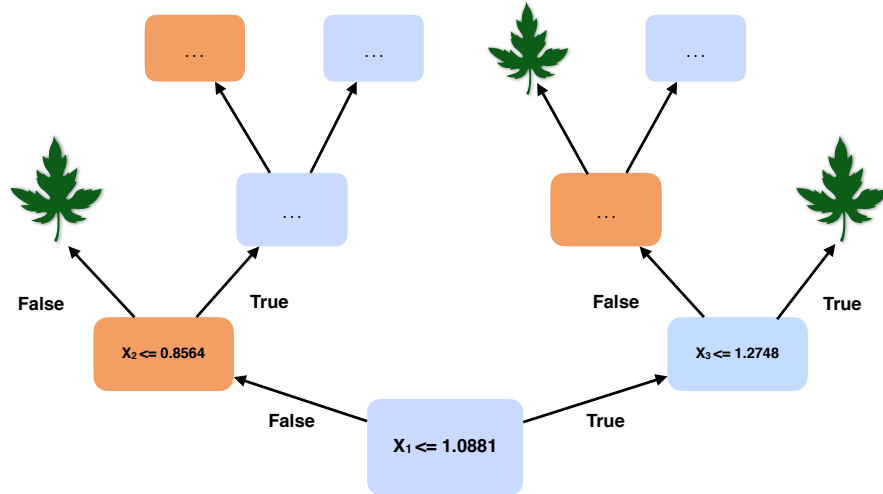 ... ... ...
... ...
False True False True
X₂ <= 0.8564 X₃ <= 1.2748
False True
X₁ <= 1.0881